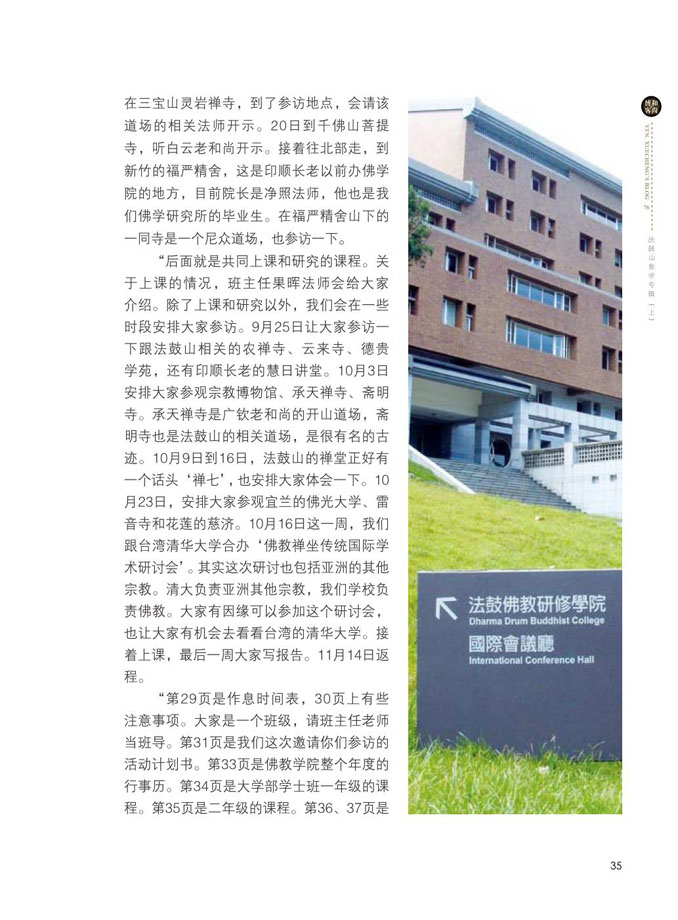 在三宝山灵岩禅寺，到了参访地点，会请该
道场的相关法师开示。20日到千佛山菩提
寺，听白云老和尚开示。接着往北部走，到
新竹的福严精舍，这是印顺长老以前办佛学
院的地方，目前院长是净照法师，他也是我
们佛学研究所的毕业生。在福严精舍山下的
一同寺是一个尼众道场，也参访一下。
“后面就是共同上课和研究的课程。关
于上课的情况，班主任果晖法师会给大家
介绍。除了上课和研究以外，我们会在一些
时段安排大家参访。9月25日让大家参访一
下跟法鼓山相关的农禅寺、云来寺、德贵
学苑，还有印顺长老的慧日讲堂。10月3日
安排大家参观宗教博物馆、承天禅寺、斋明
寺。承天禅寺是广钦老和尚的开山道场，斋
明寺也是法鼓山的相关道场，是很有名的古
迹。10月9日到16日，法鼓山的禅堂正好有
一个话头‘禅七’，也安排大家体会一下。10
月23日，安排大家参观宜兰的佛光大学、雷
音寺和花莲的慈济。10月16日这一周，我们
跟台湾清华大学合办‘佛教禅坐传统国际学
术研讨会’。其实这次研讨也包括亚洲的其他
宗教。清大负责亚洲其他宗教，我们学校负
责佛教。大家有因缘可以参加这个研讨会，
也让大家有机会去看看台湾的清华大学。接
着上课，最后一周大家写报告。11月14日返
程。
“第29页是作息时间表，30页上有些
注意事项。大家是一个班级，请班主任老师
当班导。第31页是我们这次邀请你们参访的
活动计划书。第33页是佛教学院整个年度的
行事历。第34页是大学部学士班一年级的课
程。第35页是二年级的课程。第36、37页是
法鼓佛教研修學院
Dharma Drum Buddhist College
國際會議廳
International Conference Hall
和尚
博客
VEN. XUECHENG'S BLOG
法鼓山参学专辑（上）
35